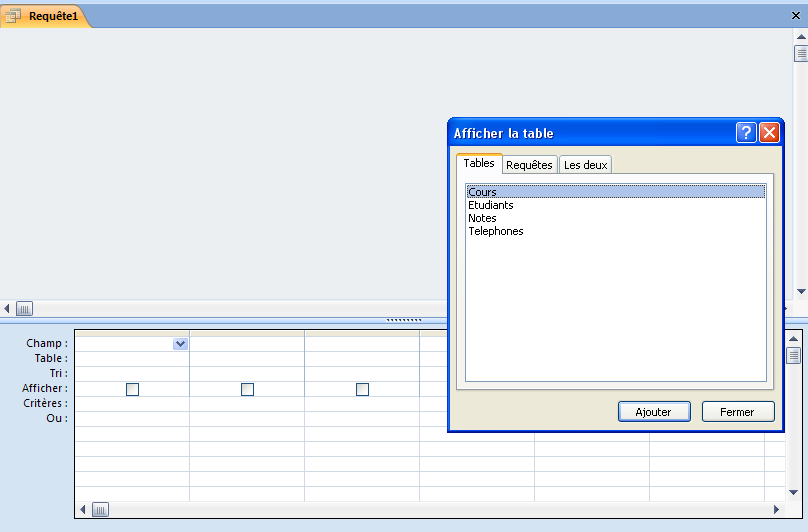 Requête1
Afficher la table
Tables
Requêtes
Les deux
Cours
Etudiants
Notes
Telephones
Ajouter
Fermer
Champ :
Table :
Tri :
Afficher :
Critères :
Ou :